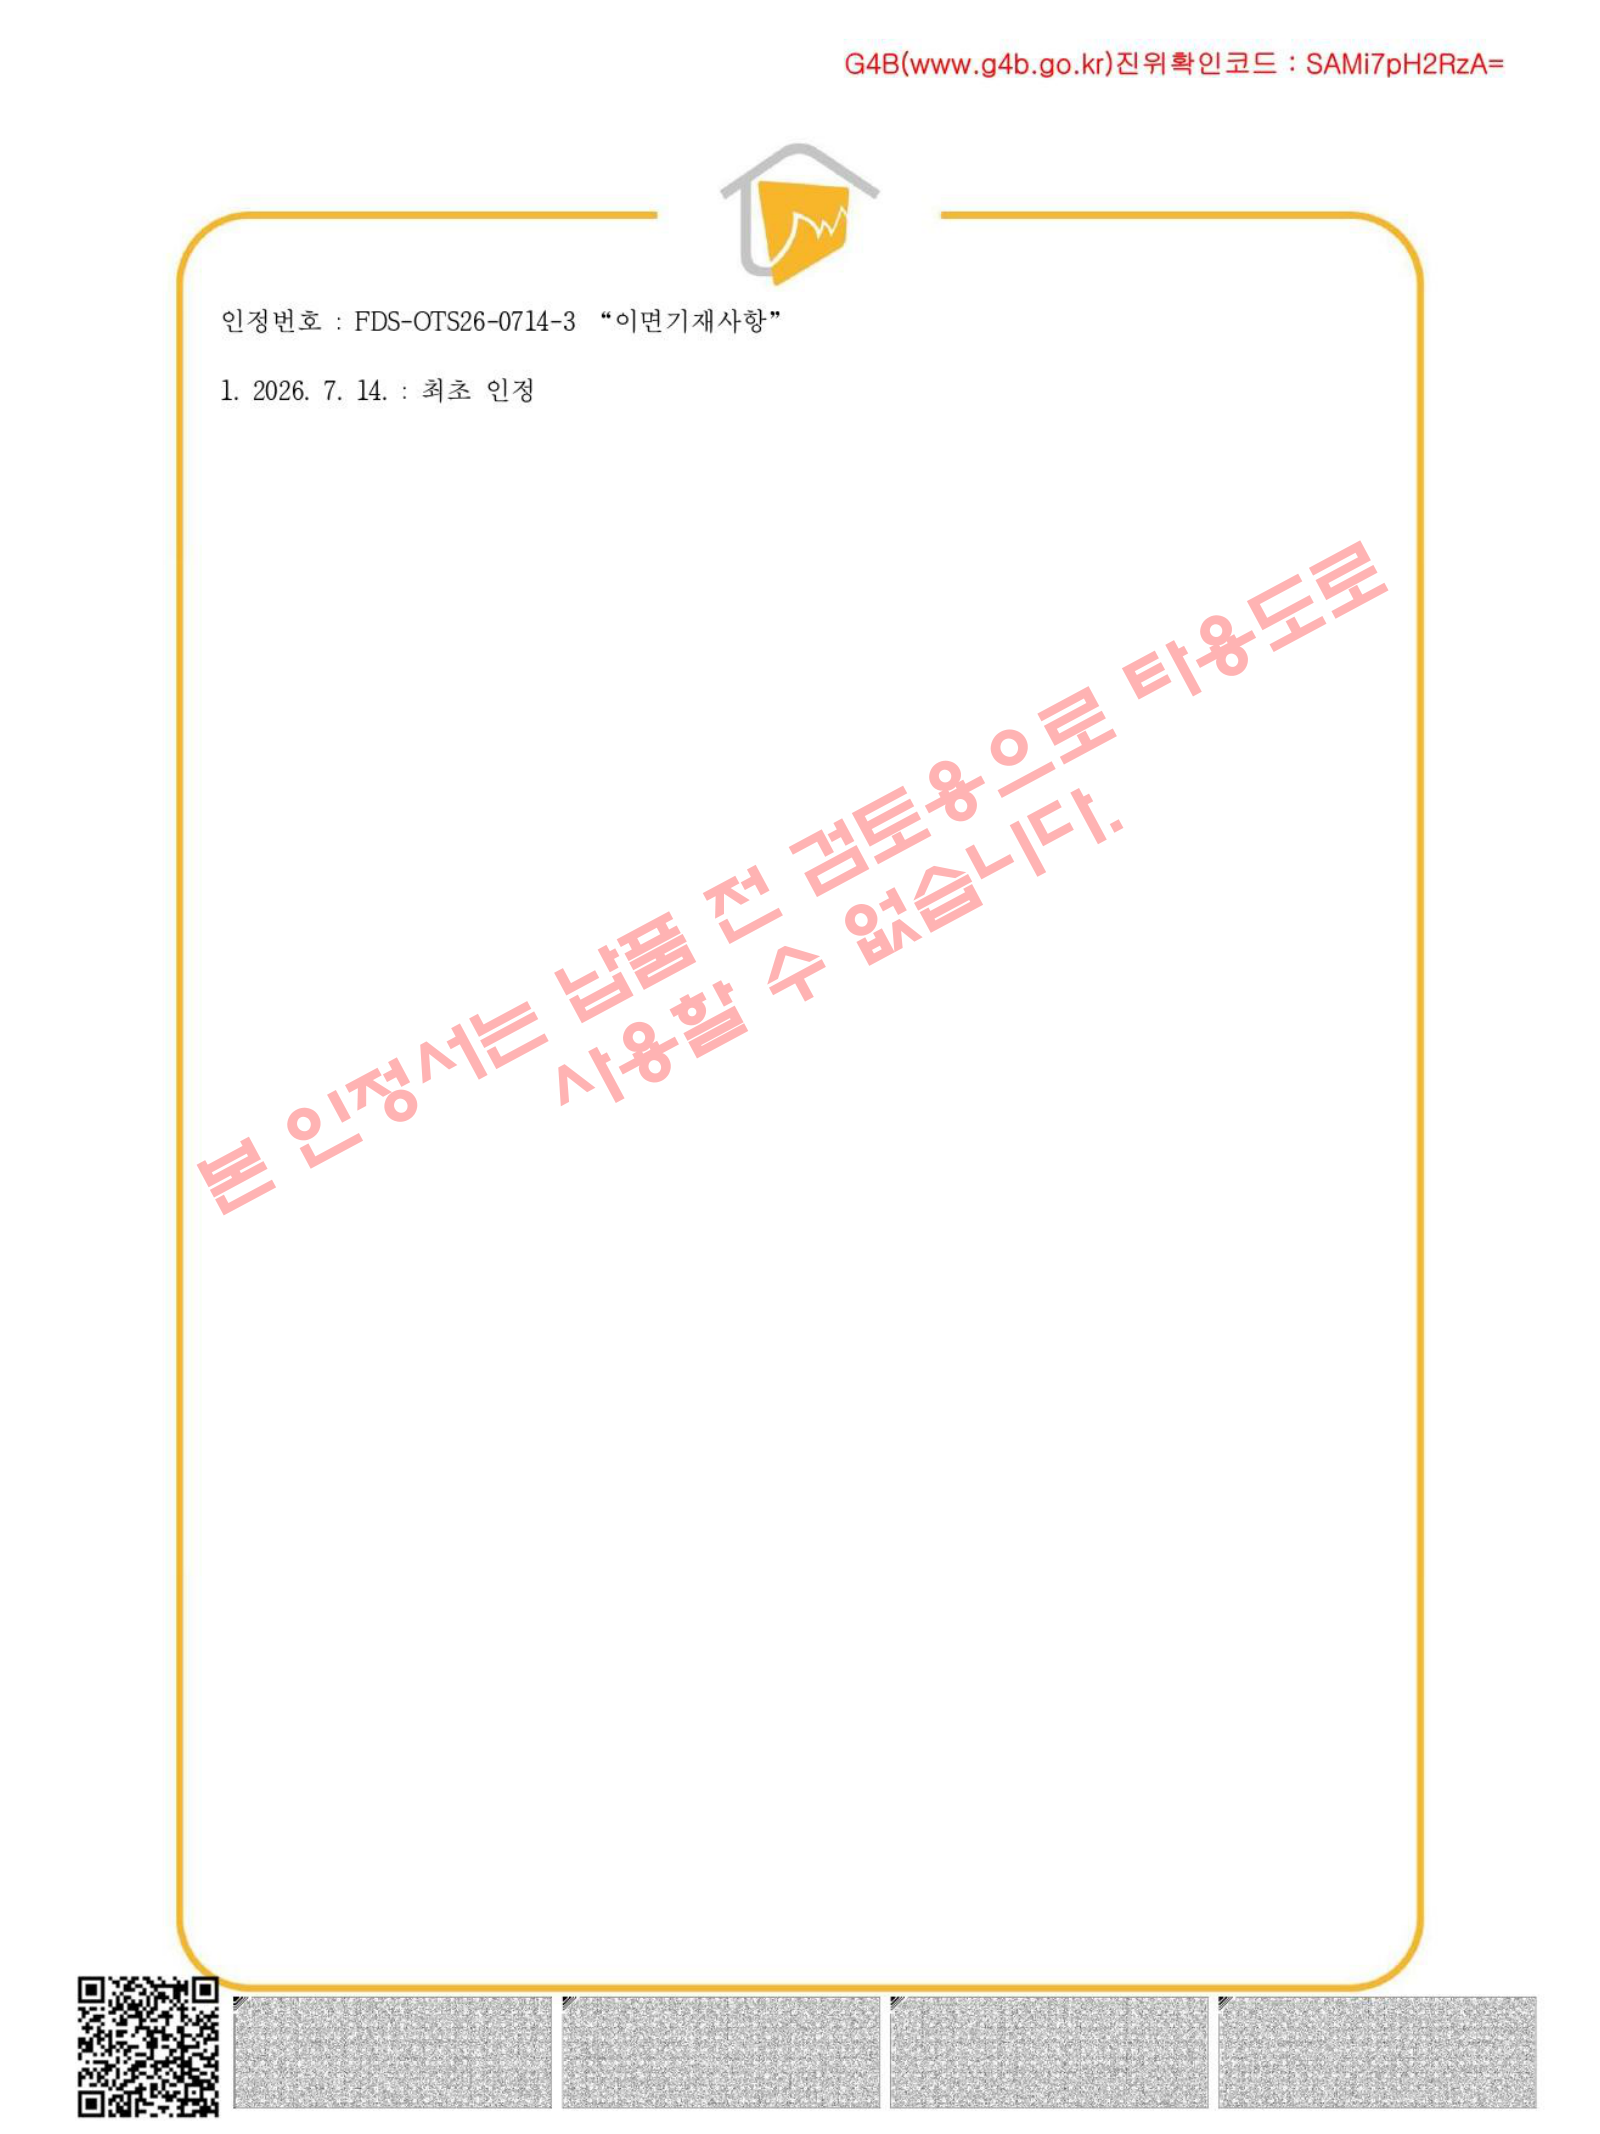 G4B(www.g4b.go.kr)진위확인코드 : SAMi7pH2RzA=
인정번호 : FDS-OTS26-0714-3 “이면기재사항”
1. 2026. 7. 14. : 최초 인정
본 인정서는 납품 전 검토용으로 타용도로
사용할 수 없습니다.